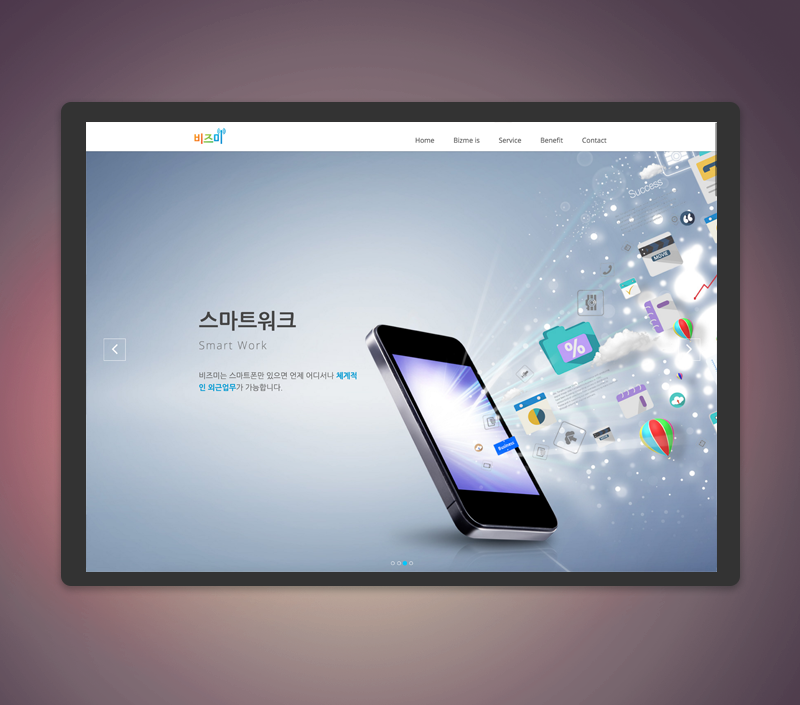 비즈미
Home Bizme is Service Benefit Contact
Success
MOVIE
스마트워크
Smart Work
%
비즈미는 스마트폰만 있으면 언제 어디서나 체계적
인 외근업무가 가능합니다.
Business